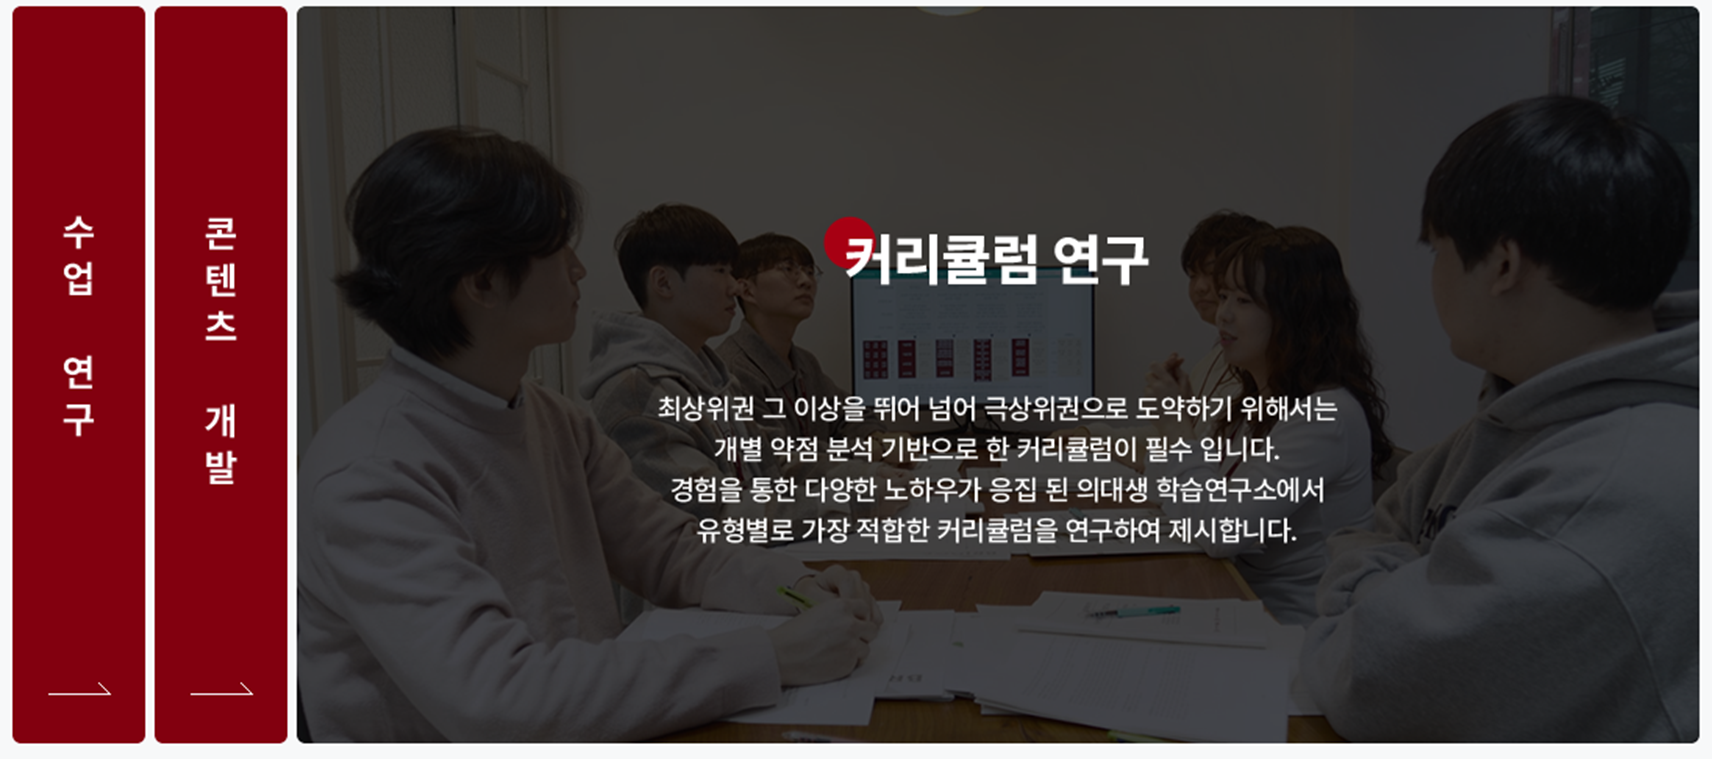 수업 연구
콘텐츠 개발
커리큘럼 연구
최상위권 그 이상을 뛰어 넘어 극상위권으로 도약하기 위해서는
개별 약점 분석 기반으로 한 커리큘럼이 필수 입니다.
경험을 통한 다양한 노하우가 응집 된 의대생 학습연구소에서
유형별로 가장 적합한 커리큘럼을 연구하여 제시합니다.